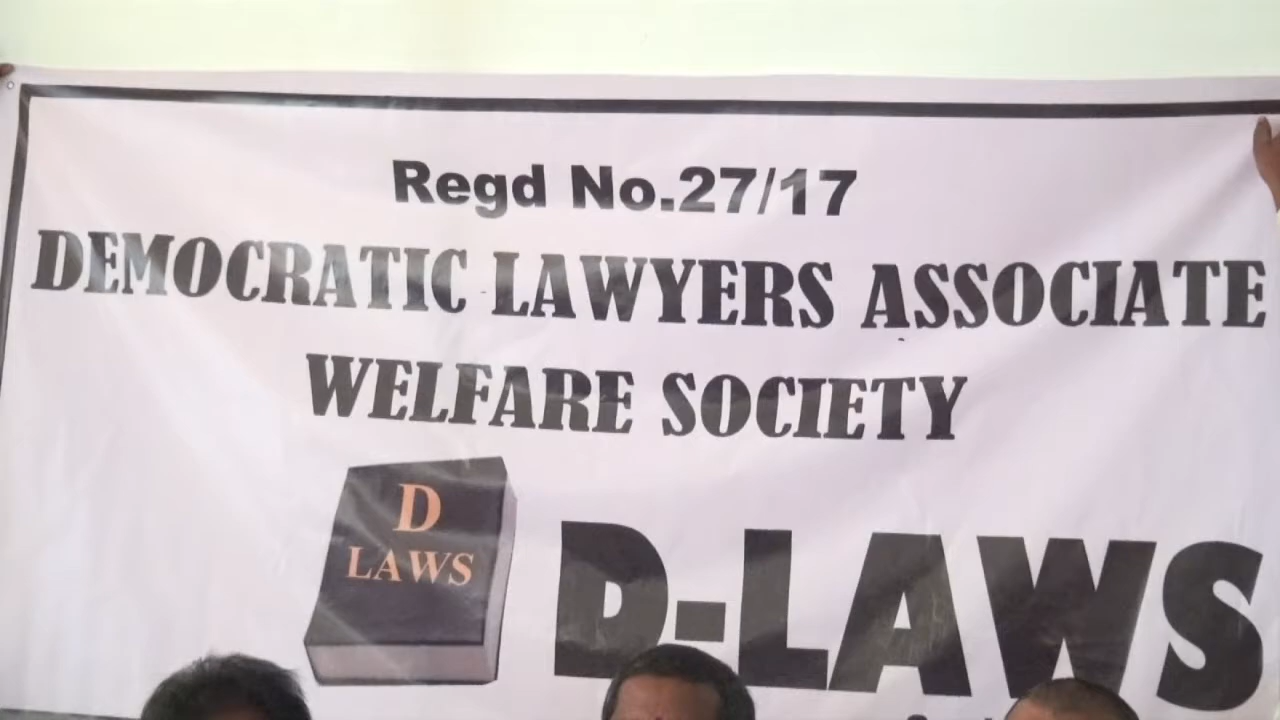 Regd No.27/17
DEMOCRATIC LAWYERS ASSOCIATE
WELFARE SOCIETY
D
LAWS
D-LAWS